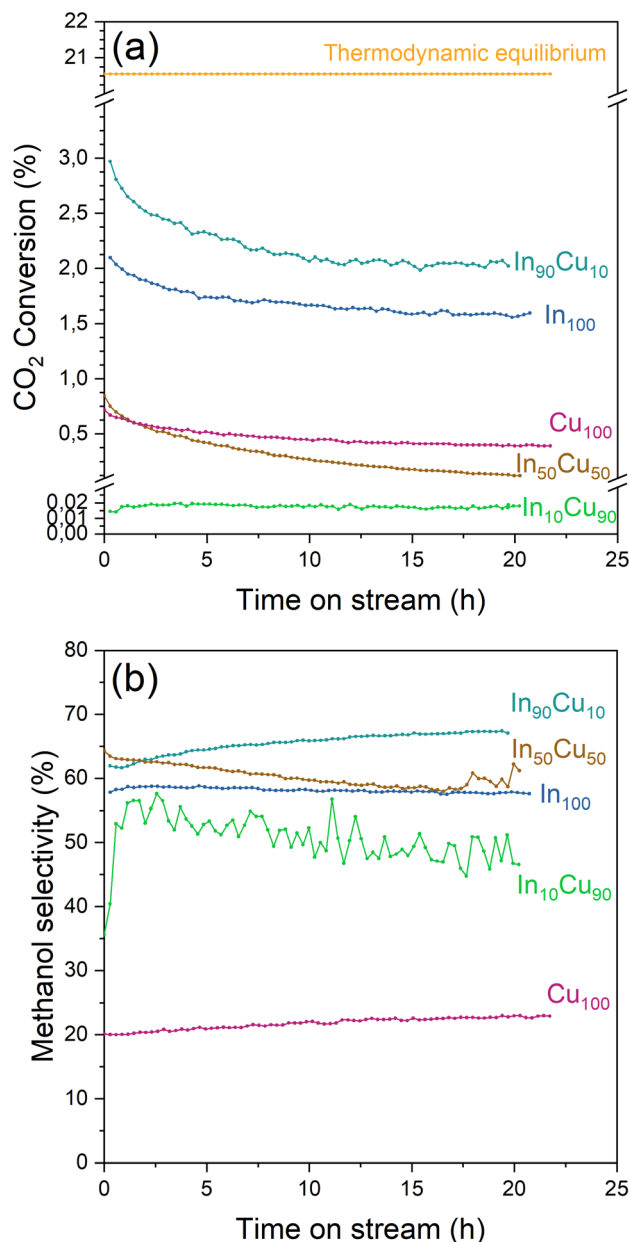 (a)
22
21
Thermodynamic equilibrium
3,0
2,5
2,0
1,5
1,0
0,5
0,02
0,01
0,00
CO₂ Conversion (%)
In₉₀Cu₁₀
In₁₀₀
Cu₁₀₀
In₅₀Cu₅₀
In₁₀Cu₉₀
0
5
10
15
20
Time on stream (h)
(b)
80
70
60
50
40
30
20
10
0
Methanol selectivity (%)
In₉₀Cu₁₀
In₅₀Cu₅₀
In₁₀₀
In₁₀Cu₉₀
Cu₁₀₀
0
5
10
15
20
Time on stream (h)